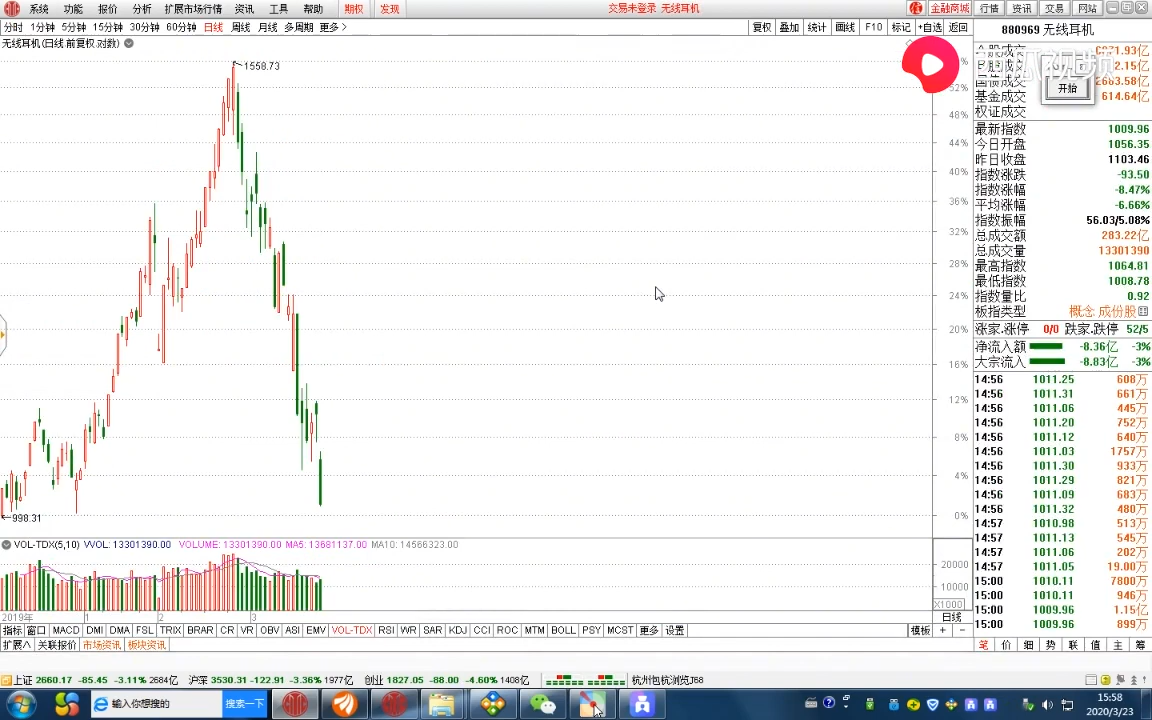 系统 功能 报价 分析 扩展市场行情 资讯 工具 帮助 期权 发现 交易未登录 无线耳机 金融商城 行情 资讯 交易 网站
分时 1分钟 5分钟 15分钟 30分钟 60分钟 日线 周线 月线 多周期 更多> 复权 叠加 统计 画线 F10 标记 +自选 返回
880969 无线耳机
无线耳机(日线.前复权.对数)
1558.73
52%
48%
44%
40%
36%
32%
28%
24%
20%
16%
12%
8%
4%
0%
998.31
开始
2.15亿
614.64亿
基金成交
权证成交
最新指数 1009.96
今日开盘 1056.35
昨日收盘 1103.46
指数涨跌 -93.50
指数涨幅 -8.47%
平均涨幅 -6.66%
指数振幅 56.03/5.08%
总成交额 283.22亿
总成交量 13301390
最高指数 1064.81
最低指数 1008.78
指数量比 0.92
板指类型 概念 成份股
涨家.涨停 0/0 跌家.跌停 52/5
净流入额 -8.36亿 -3%
大宗流入 -8.83亿 -3%
14:56 1011.25 608万
14:56 1011.31 661万
14:56 1011.06 445万
14:56 1011.20 752万
14:56 1011.12 640万
14:56 1011.03 1757万
14:56 1011.30 933万
14:56 1011.29 821万
14:56 1011.09 683万
14:56 1011.32 480万
14:57 1010.98 513万
14:57 1011.13 545万
14:57 1011.06 202万
14:57 1011.05 19.00万
15:00 1010.11 7800万
15:00 1010.11 946万
15:00 1009.96 1.15亿
15:00 1009.96 899万
VOL-TDX(5,10) VVOL: 13301390.00 VOLUME: 13301390.00 MA5: 13681137.00 MA10: 14566323.00
20000
10000
X1000
2019年 1 2 3 日线
指标 窗口 MACD DMI DMA FSL TRIX BRAR CR VR OBV ASI EMV VOL-TDX RSI WR SAR KDJ CCI ROC MTM BOLL PSY MCST 更多 设置 模板 + -
扩展∧ 关联报价 市场资讯 板块资讯 笔 价 细 势 联 值 主 筹
上证 2660.17 -85.45 -3.11% 2684亿 沪深 3530.31 -122.91 -3.36% 1977亿 创业 1827.05 -88.00 -4.60% 1408亿 杭州包杭浏览J68
输入你想搜的 搜索一下
15:58
2020/3/23